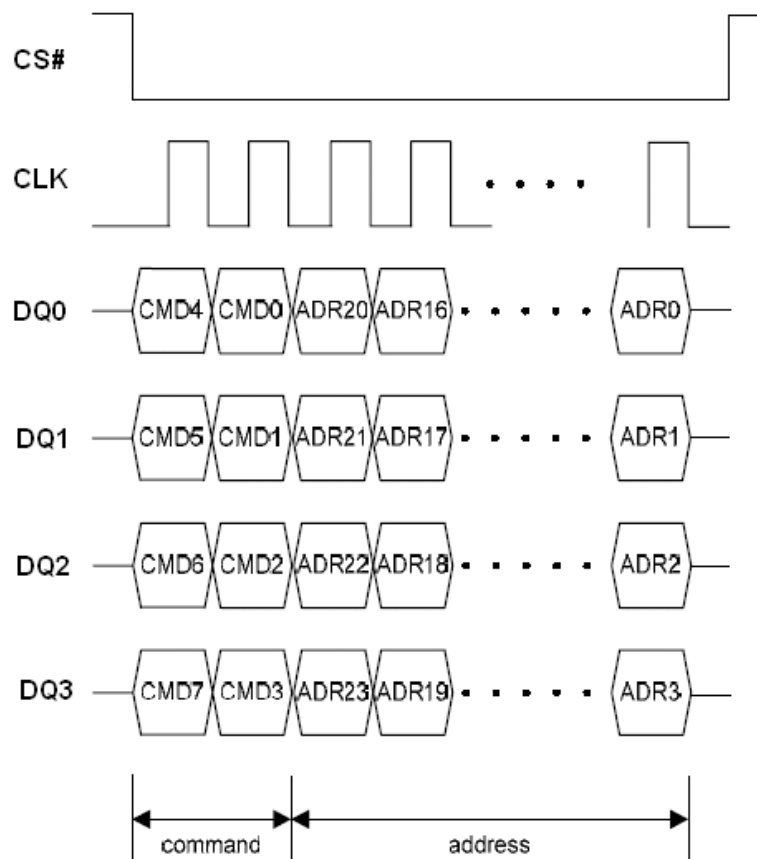 CS#
CLK
DQ0 CMD4 CMD0 ADR20 ADR16 ADR0
DQ1 CMD5 CMD1 ADR21 ADR17 ADR1
DQ2 CMD6 CMD2 ADR22 ADR18 ADR2
DQ3 CMD7 CMD3 ADR23 ADR19 ADR3
command address